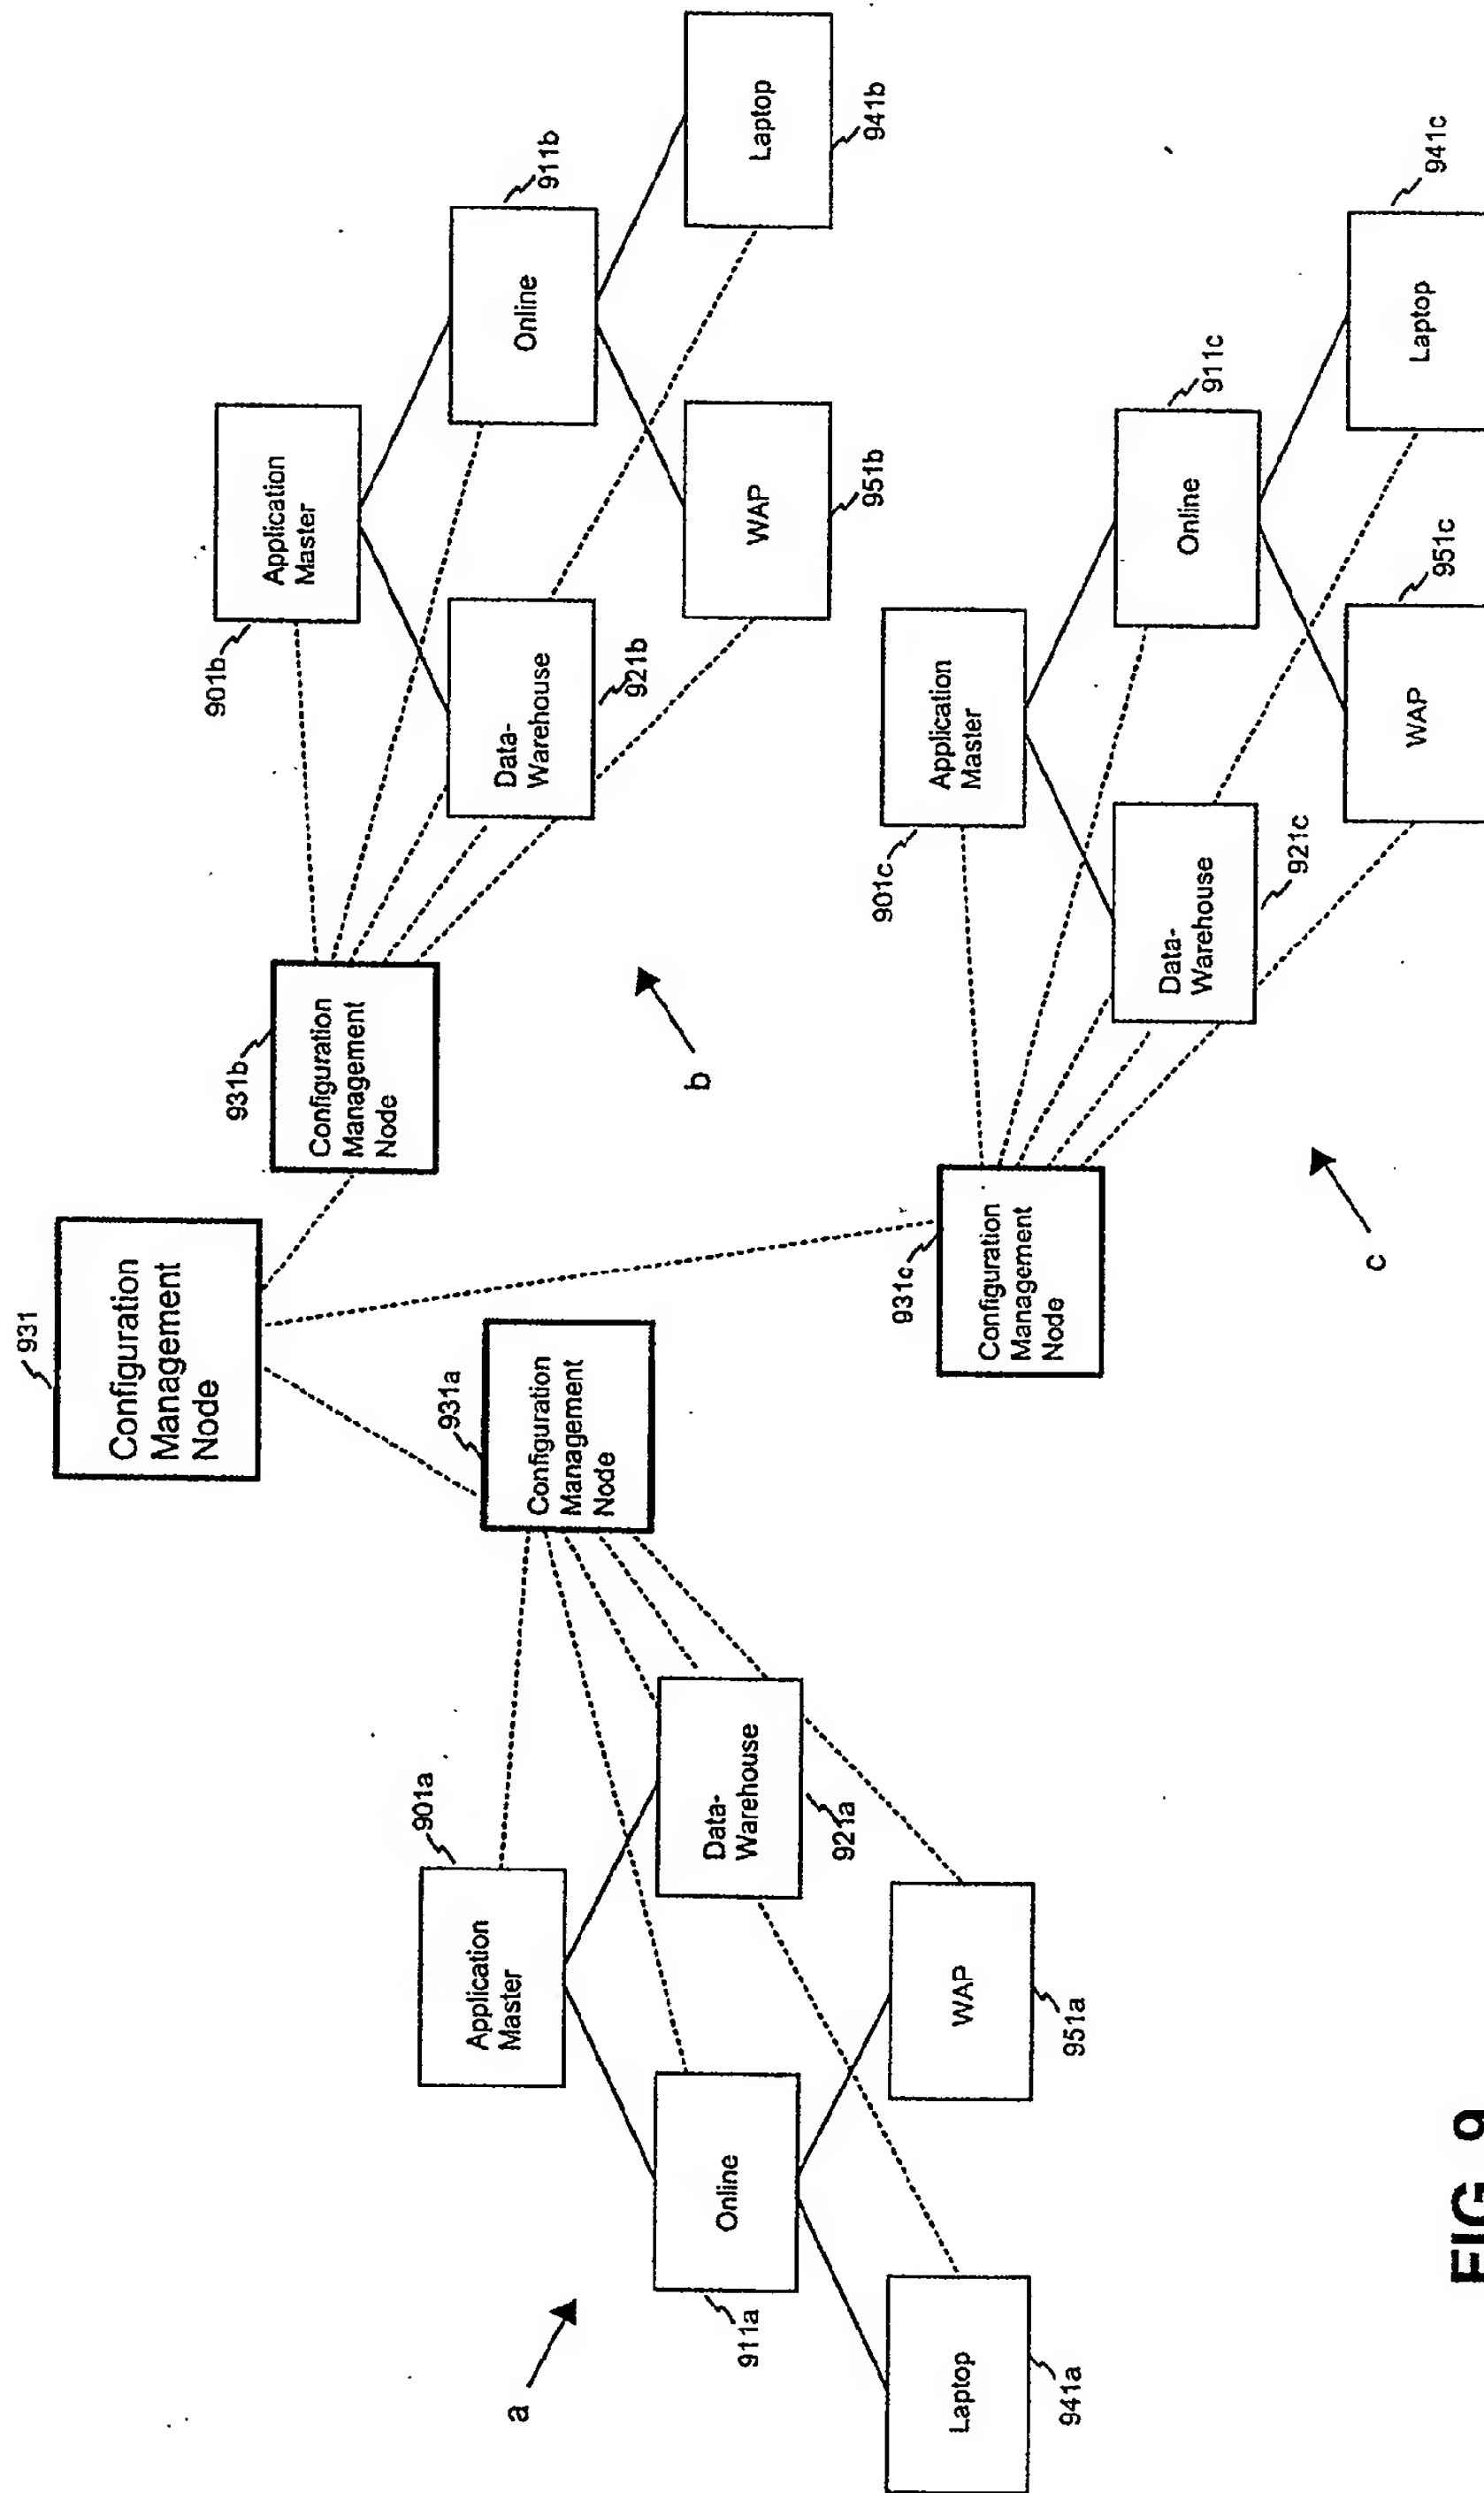 931
Configuration
Management
Node
931b
Configuration
Management
Node
901b
Application
Master
911b
Online
Data-
Warehouse
921b
WAP
951b
Laptop
941b
b
931a
Configuration
Management
Node
901a
Application
Master
Data-
Warehouse
921a
Online
911a
WAP
951a
Laptop
941a
a
931c
Configuration
Management
Node
901c
Application
Master
911c
Online
Data-
Warehouse
921c
WAP
951c
Laptop
941c
c
FIG. 9